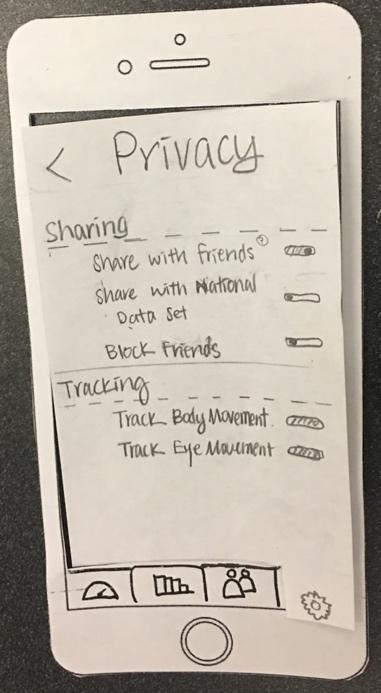 < Privacy
Sharing
Share with friends ?
Share with National
Data Set
Block Friends
Tracking
Track Body Movement
Track Eye Movement